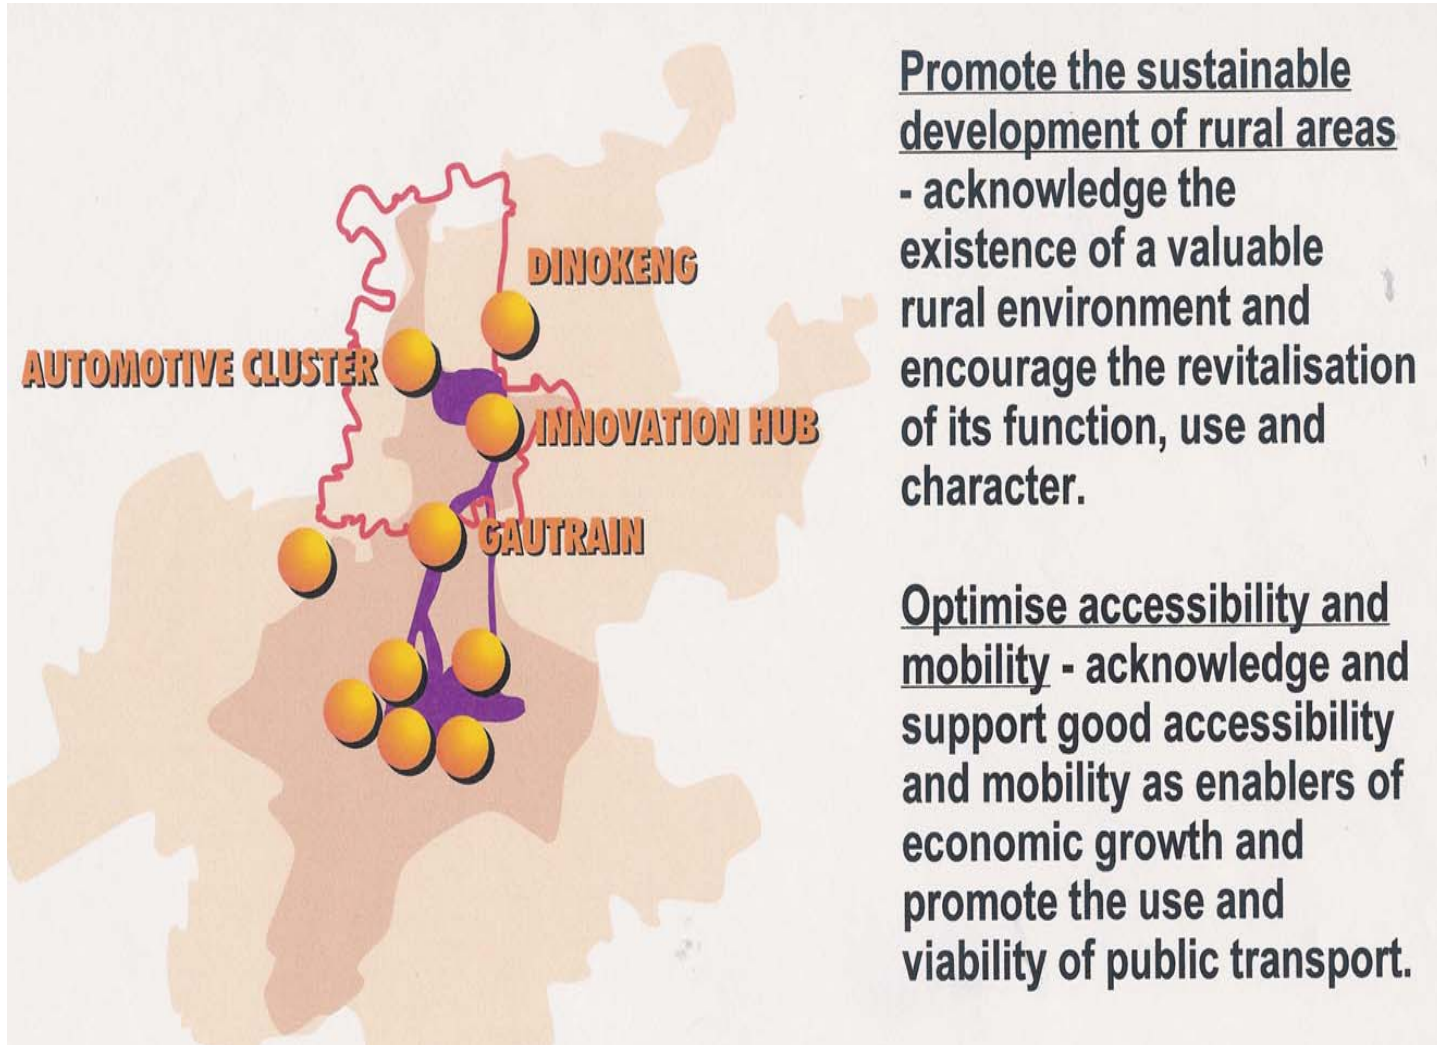 DINOKENG
AUTOMOTIVE CLUSTER
INNOVATION HUB
GAUTRAIN
Promote the sustainable
development of rural areas
- acknowledge the
existence of a valuable
rural environment and
encourage the revitalisation
of its function, use and
character.
Optimise accessibility and
mobility - acknowledge and
support good accessibility
and mobility as enablers of
economic growth and
promote the use and
viability of public transport.